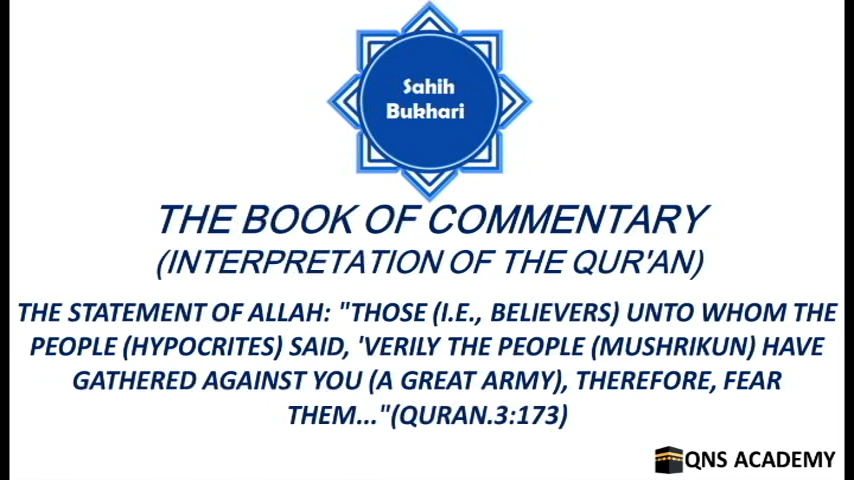 Sahih
Bukhari
THE BOOK OF COMMENTARY
(INTERPRETATION OF THE QUR'AN)
THE STATEMENT OF ALLAH: "THOSE (I.E., BELIEVERS) UNTO WHOM THE
PEOPLE (HYPOCRITES) SAID, 'VERILY THE PEOPLE (MUSHRIKUN) HAVE
GATHERED AGAINST YOU (A GREAT ARMY), THEREFORE, FEAR
THEM..."(QURAN.3:173)
QNS ACADEMY